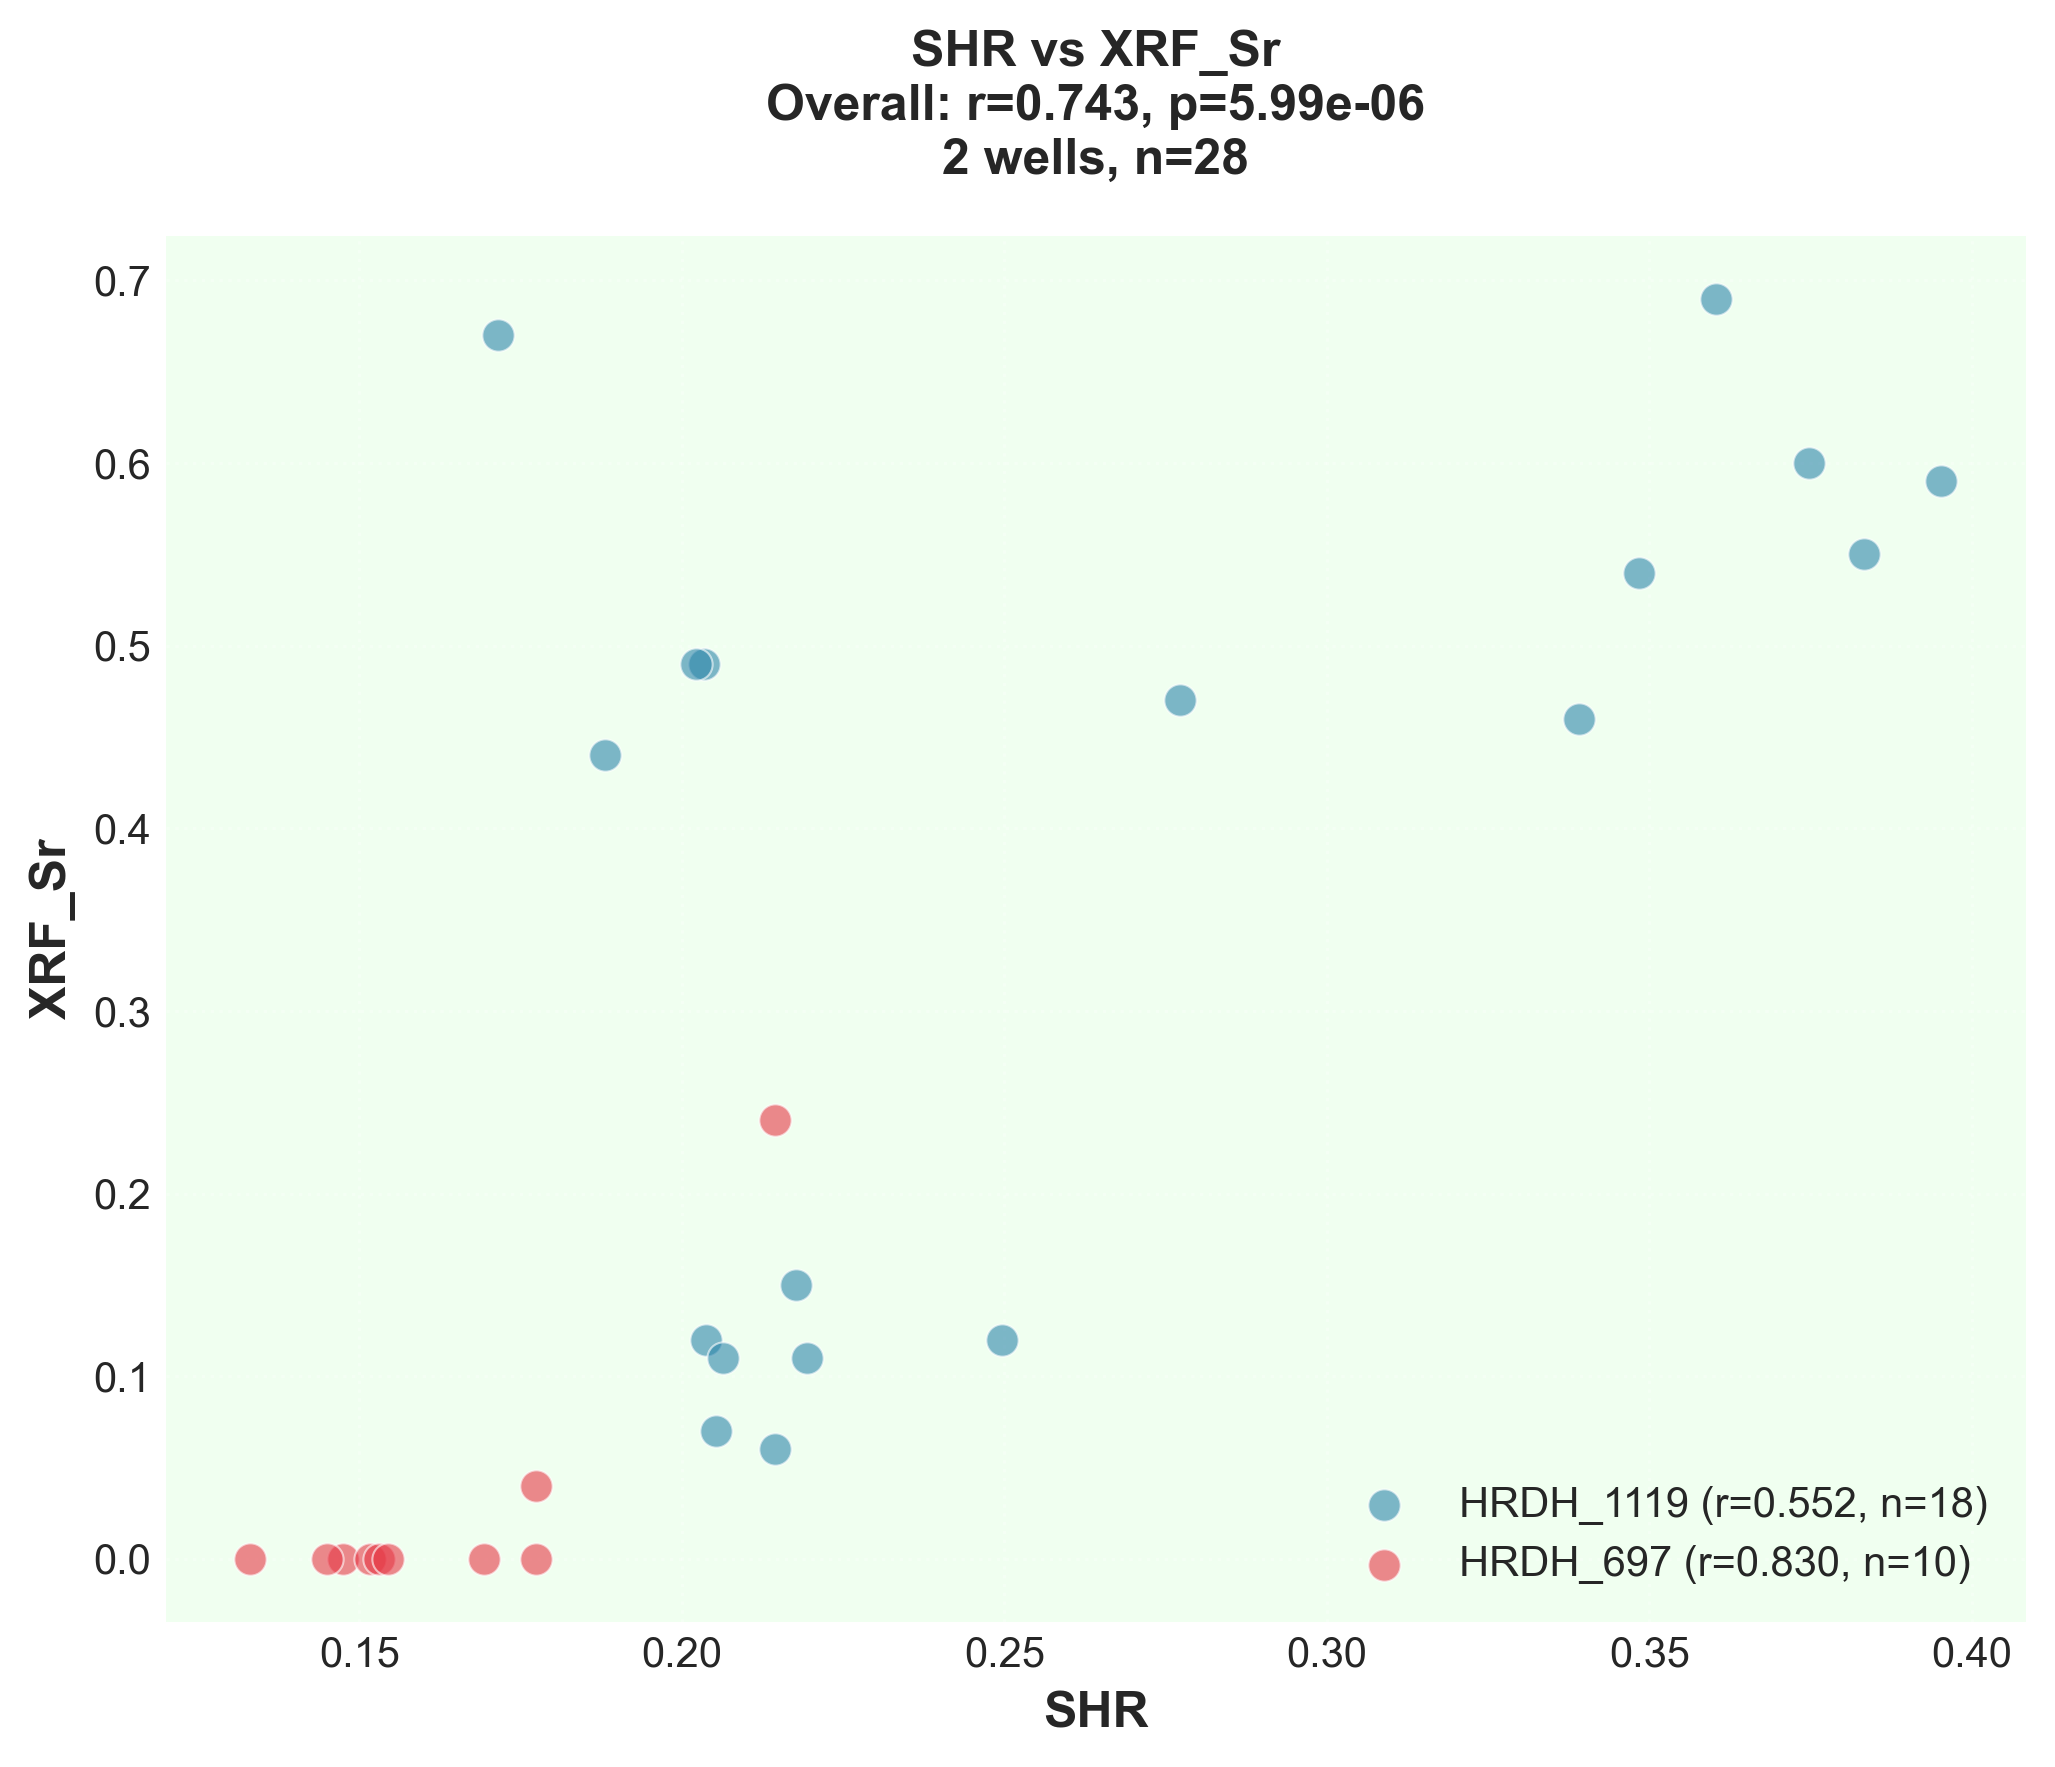 SHR vs XRF_Sr
Overall: r=0.743, p=5.99e-06
2 wells, n=28
0.7
0.6
0.5
0.4
0.3
0.2
0.1
0.0
XRF_Sr
HRDH_1119 (r=0.552, n=18)
HRDH_697 (r=0.830, n=10)
0.15 0.20 0.25 0.30 0.35 0.40
SHR